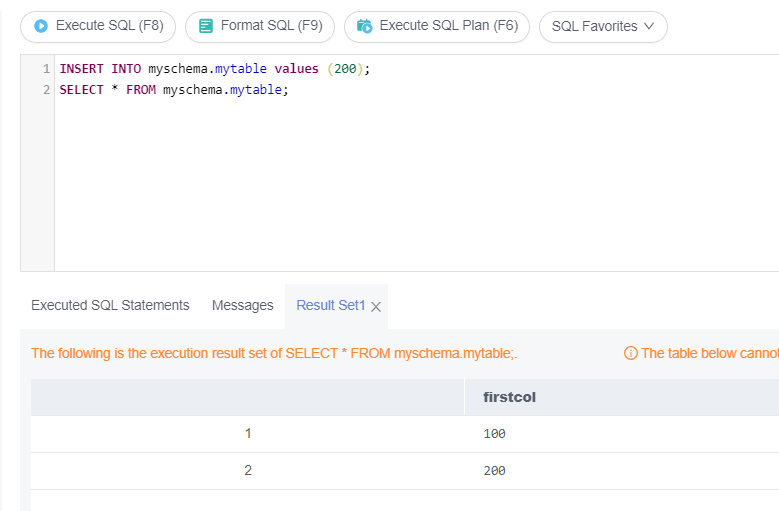 Execute SQL (F8) Format SQL (F9) Execute SQL Plan (F6) SQL Favorites
1 INSERT INTO myschema.mytable values (200);
2 SELECT * FROM myschema.mytable;
Executed SQL Statements Messages Result Set1
The following is the execution result set of SELECT * FROM myschema.mytable;. The table below cannot
firstcol
1 100
2 200